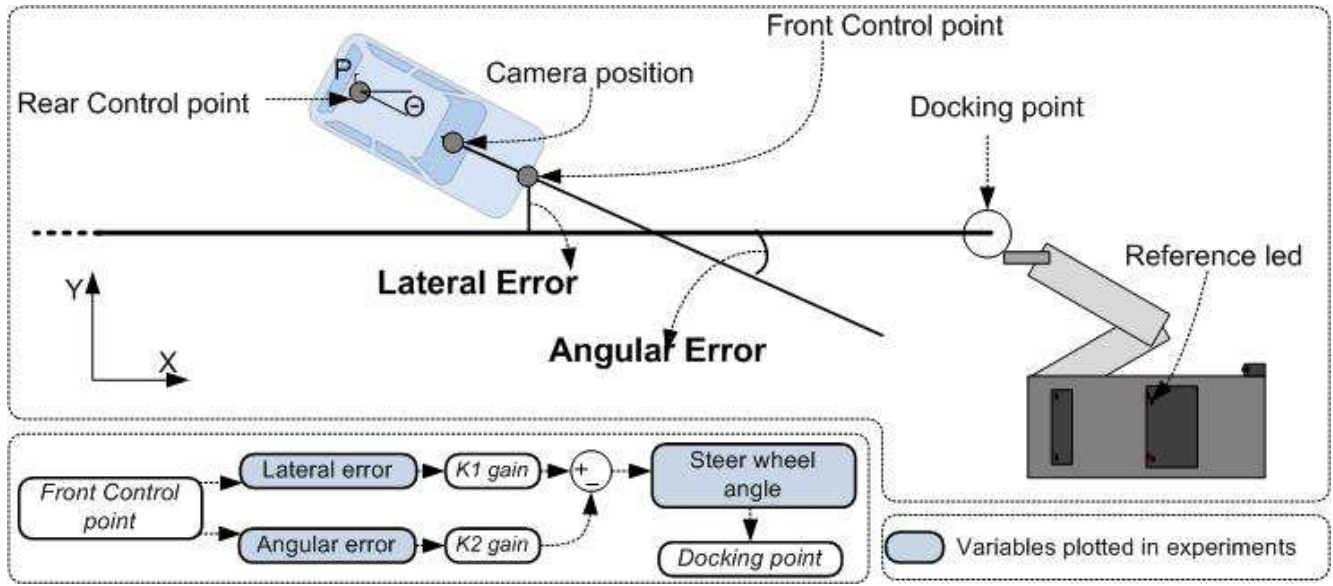 Front Control point
P r
Camera position
Rear Control point
Θ
Docking point
Reference led
Lateral Error
Y
Angular Error
X
Lateral error
K1 gain
+
Steer wheel
angle
Front Control
point
−
Angular error
K2 gain
Docking point
Variables plotted in experiments